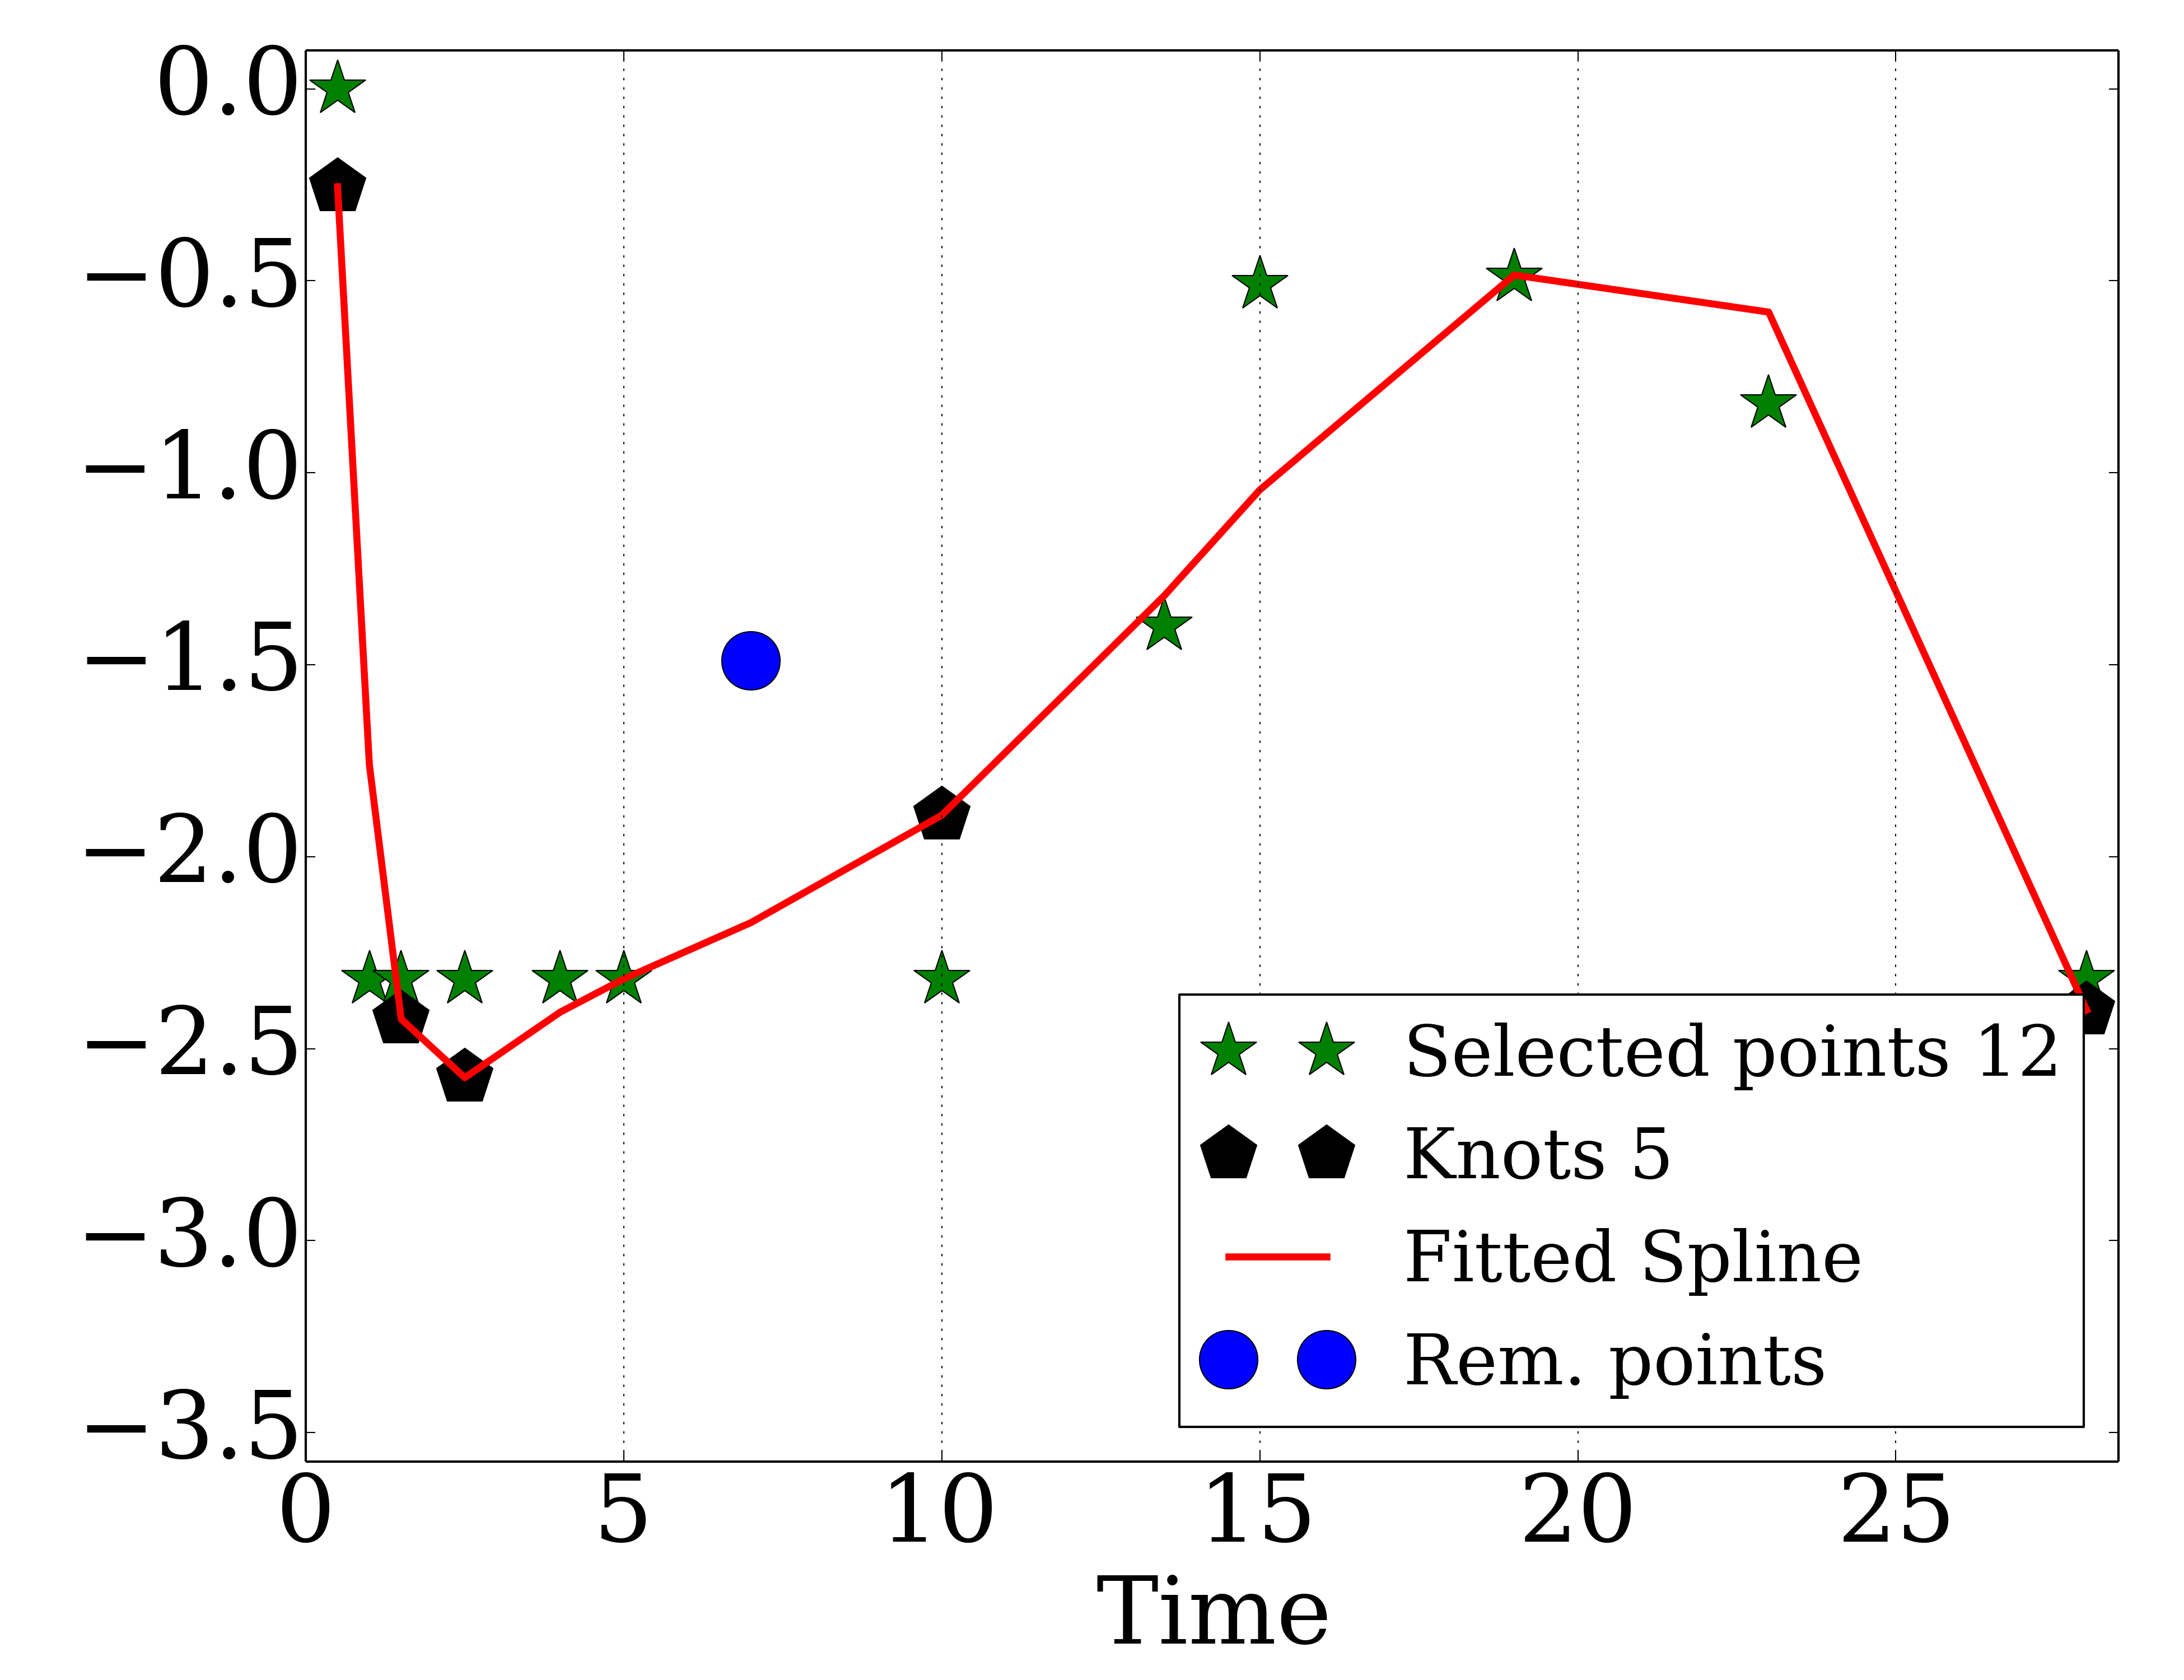 0.0
−0.5
−1.0
−1.5
−2.0
−2.5
−3.0
−3.5
Selected points 12
Knots 5
Fitted Spline
Rem. points
0 5 10 15 20 25
Time